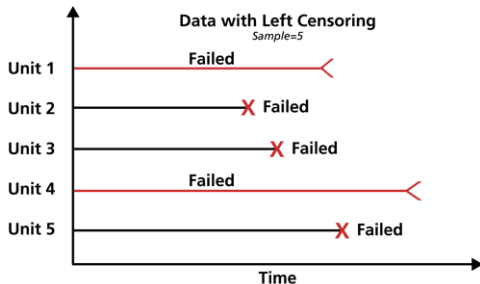 Data with Left Censoring
Sample=5
Unit 1 Failed
Unit 2 Failed
Unit 3 Failed
Unit 4 Failed
Unit 5 Failed
Time